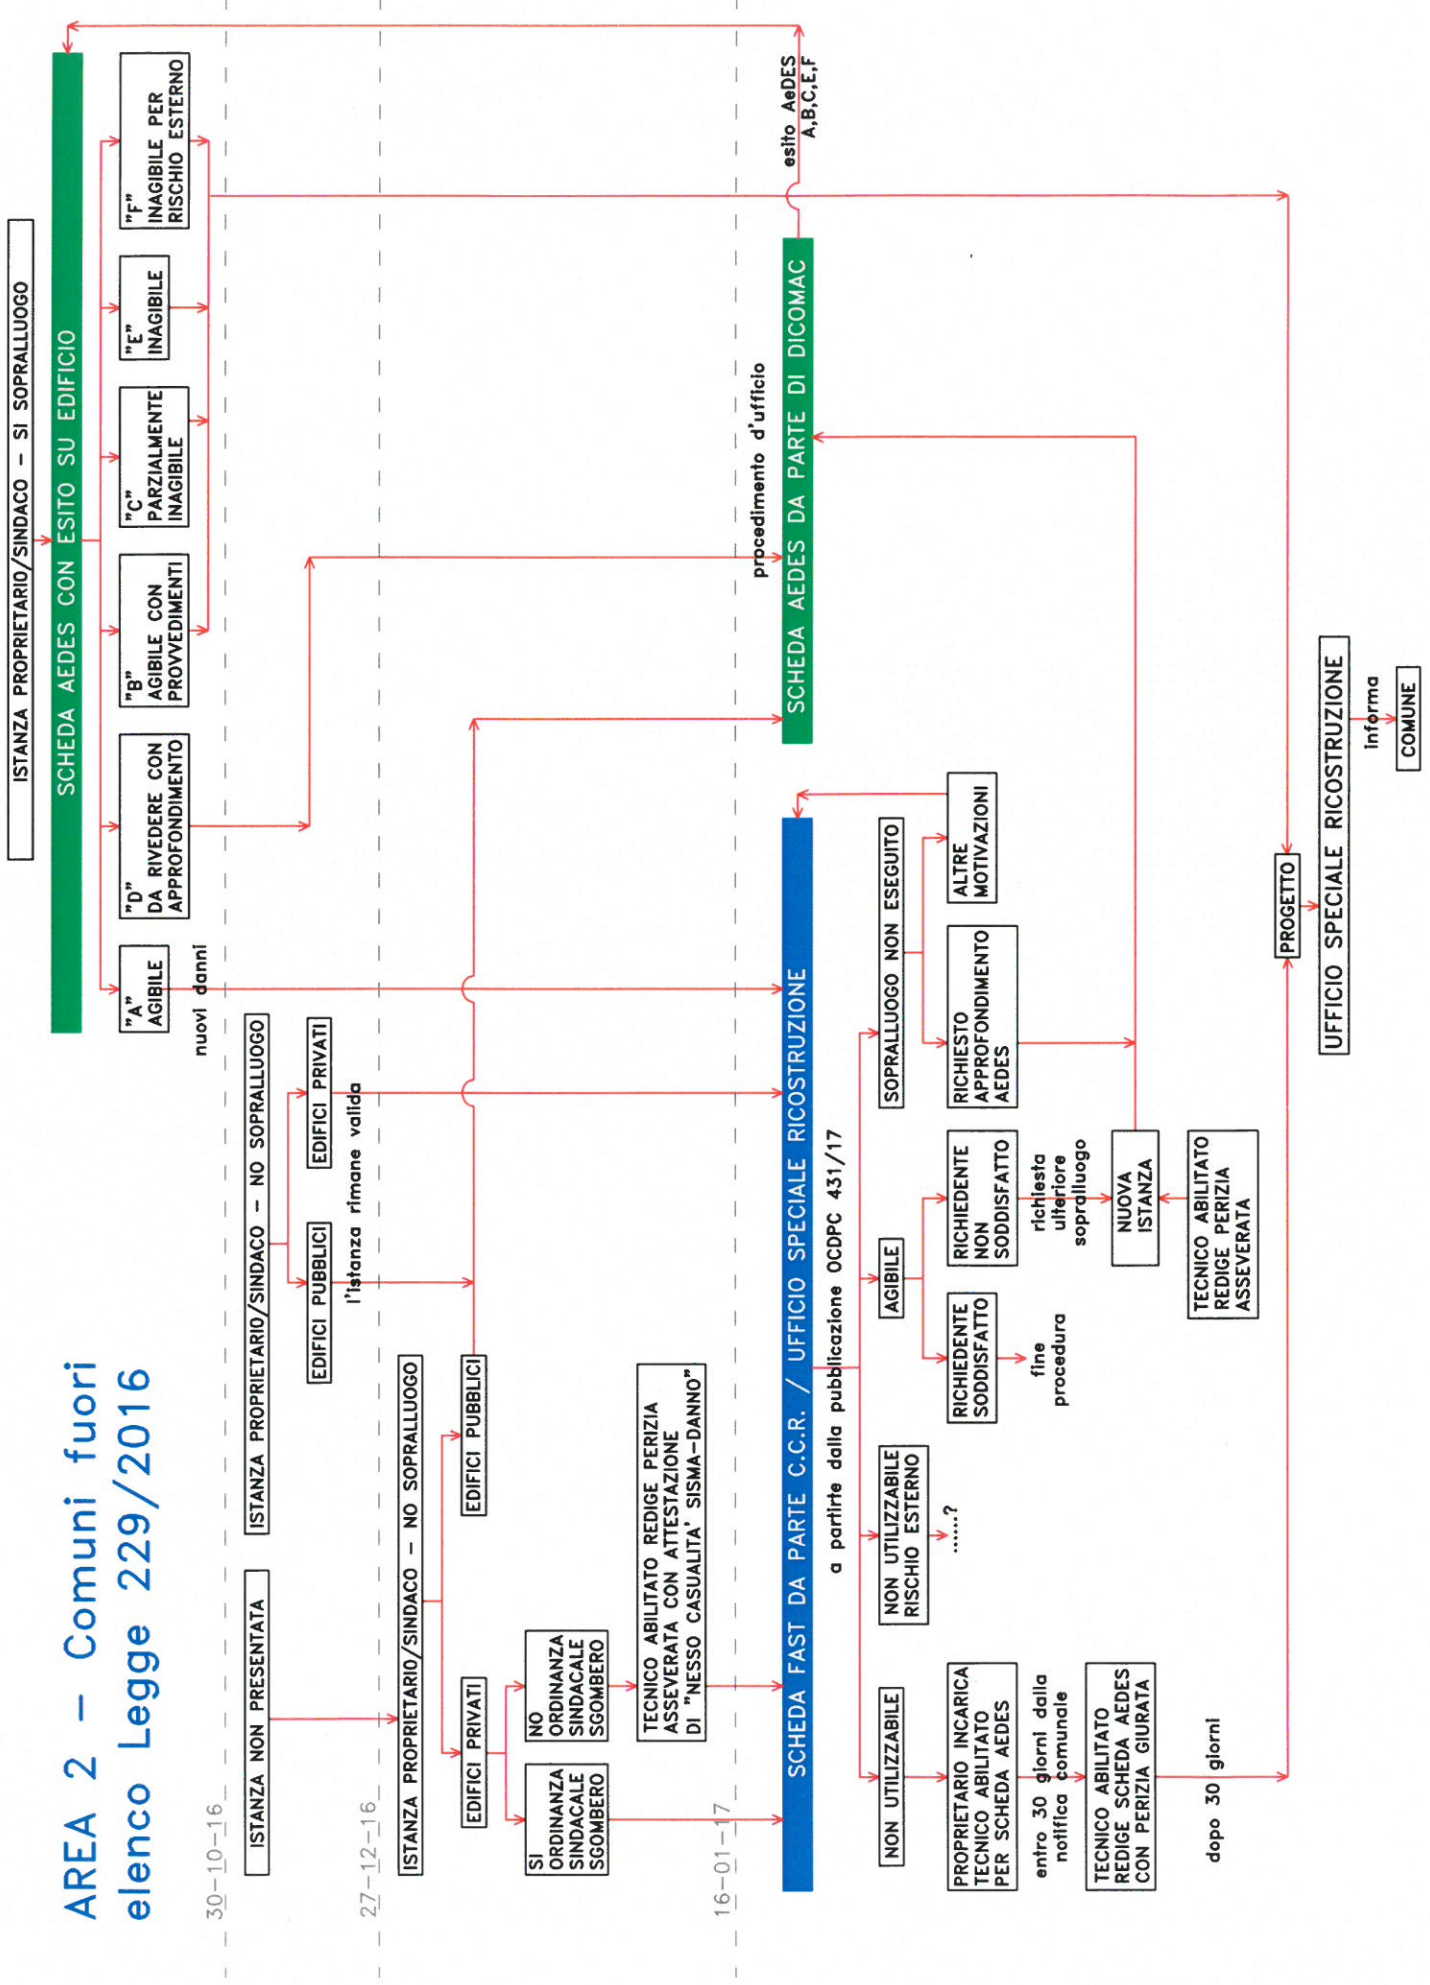 AREA 2 – Comuni fuori
elenco Legge 229/2016
ISTANZA PROPRIETARIO/SINDACO – SI SOPRALLUOGO
SCHEDA AEDES CON ESITO SU EDIFICIO
"A"
AGIBILE
"D"
DA RIVEDERE CON
APPROFONDIMENTO
"B"
AGIBILE CON
PROVVEDIMENTI
"C"
PARZIALMENTE
INAGIBILE
"E"
INAGIBILE
"F"
INAGIBILE PER
RISCHIO ESTERNO
nuovi danni
30-10-16
ISTANZA NON PRESENTATA
ISTANZA PROPRIETARIO/SINDACO – NO SOPRALLUOGO
EDIFICI PUBBLICI
EDIFICI PRIVATI
l'istanza rimane valida
27-12-16
ISTANZA PROPRIETARIO/SINDACO – NO SOPRALLUOGO
EDIFICI PRIVATI
EDIFICI PUBBLICI
SI
ORDINANZA
SINDACALE
SGOMBERO
NO
ORDINANZA
SINDACALE
SGOMBERO
TECNICO ABILITATO REDIGE PERIZIA
ASSEVERATA CON ATTESTAZIONE
DI "NESSO CASUALITA' SISMA-DANNO"
16-01-17
procedimento d'ufficio
esito AeDES
A,B,C,E,F
SCHEDA FAST DA PARTE C.C.R. / UFFICIO SPECIALE RICOSTRUZIONE
SCHEDA AEDES DA PARTE DI DICOMAC
a partirte dalla pubblicazione OCDPC 431/17
NON UTILIZZABILE
NON UTILIZZABILE
RISCHIO ESTERNO
......?
AGIBILE
SOPRALLUOGO NON ESEGUITO
PROPRIETARIO INCARICA
TECNICO ABILITATO
PER SCHEDA AEDES
RICHIEDENTE
SODDISFATTO
fine
procedura
RICHIEDENTE
NON
SODDISFATTO
richiesta
ulteriore
sopralluogo
RICHIESTO
APPROFONDIMENTO
AEDES
ALTRE
MOTIVAZIONI
entro 30 giorni dalla
notifica comunale
TECNICO ABILITATO
REDIGE SCHEDA AEDES
CON PERIZIA GIURATA
NUOVA
ISTANZA
TECNICO ABILITATO
REDIGE PERIZIA
ASSEVERATA
dopo 30 giorni
PROGETTO
UFFICIO SPECIALE RICOSTRUZIONE
informa
COMUNE